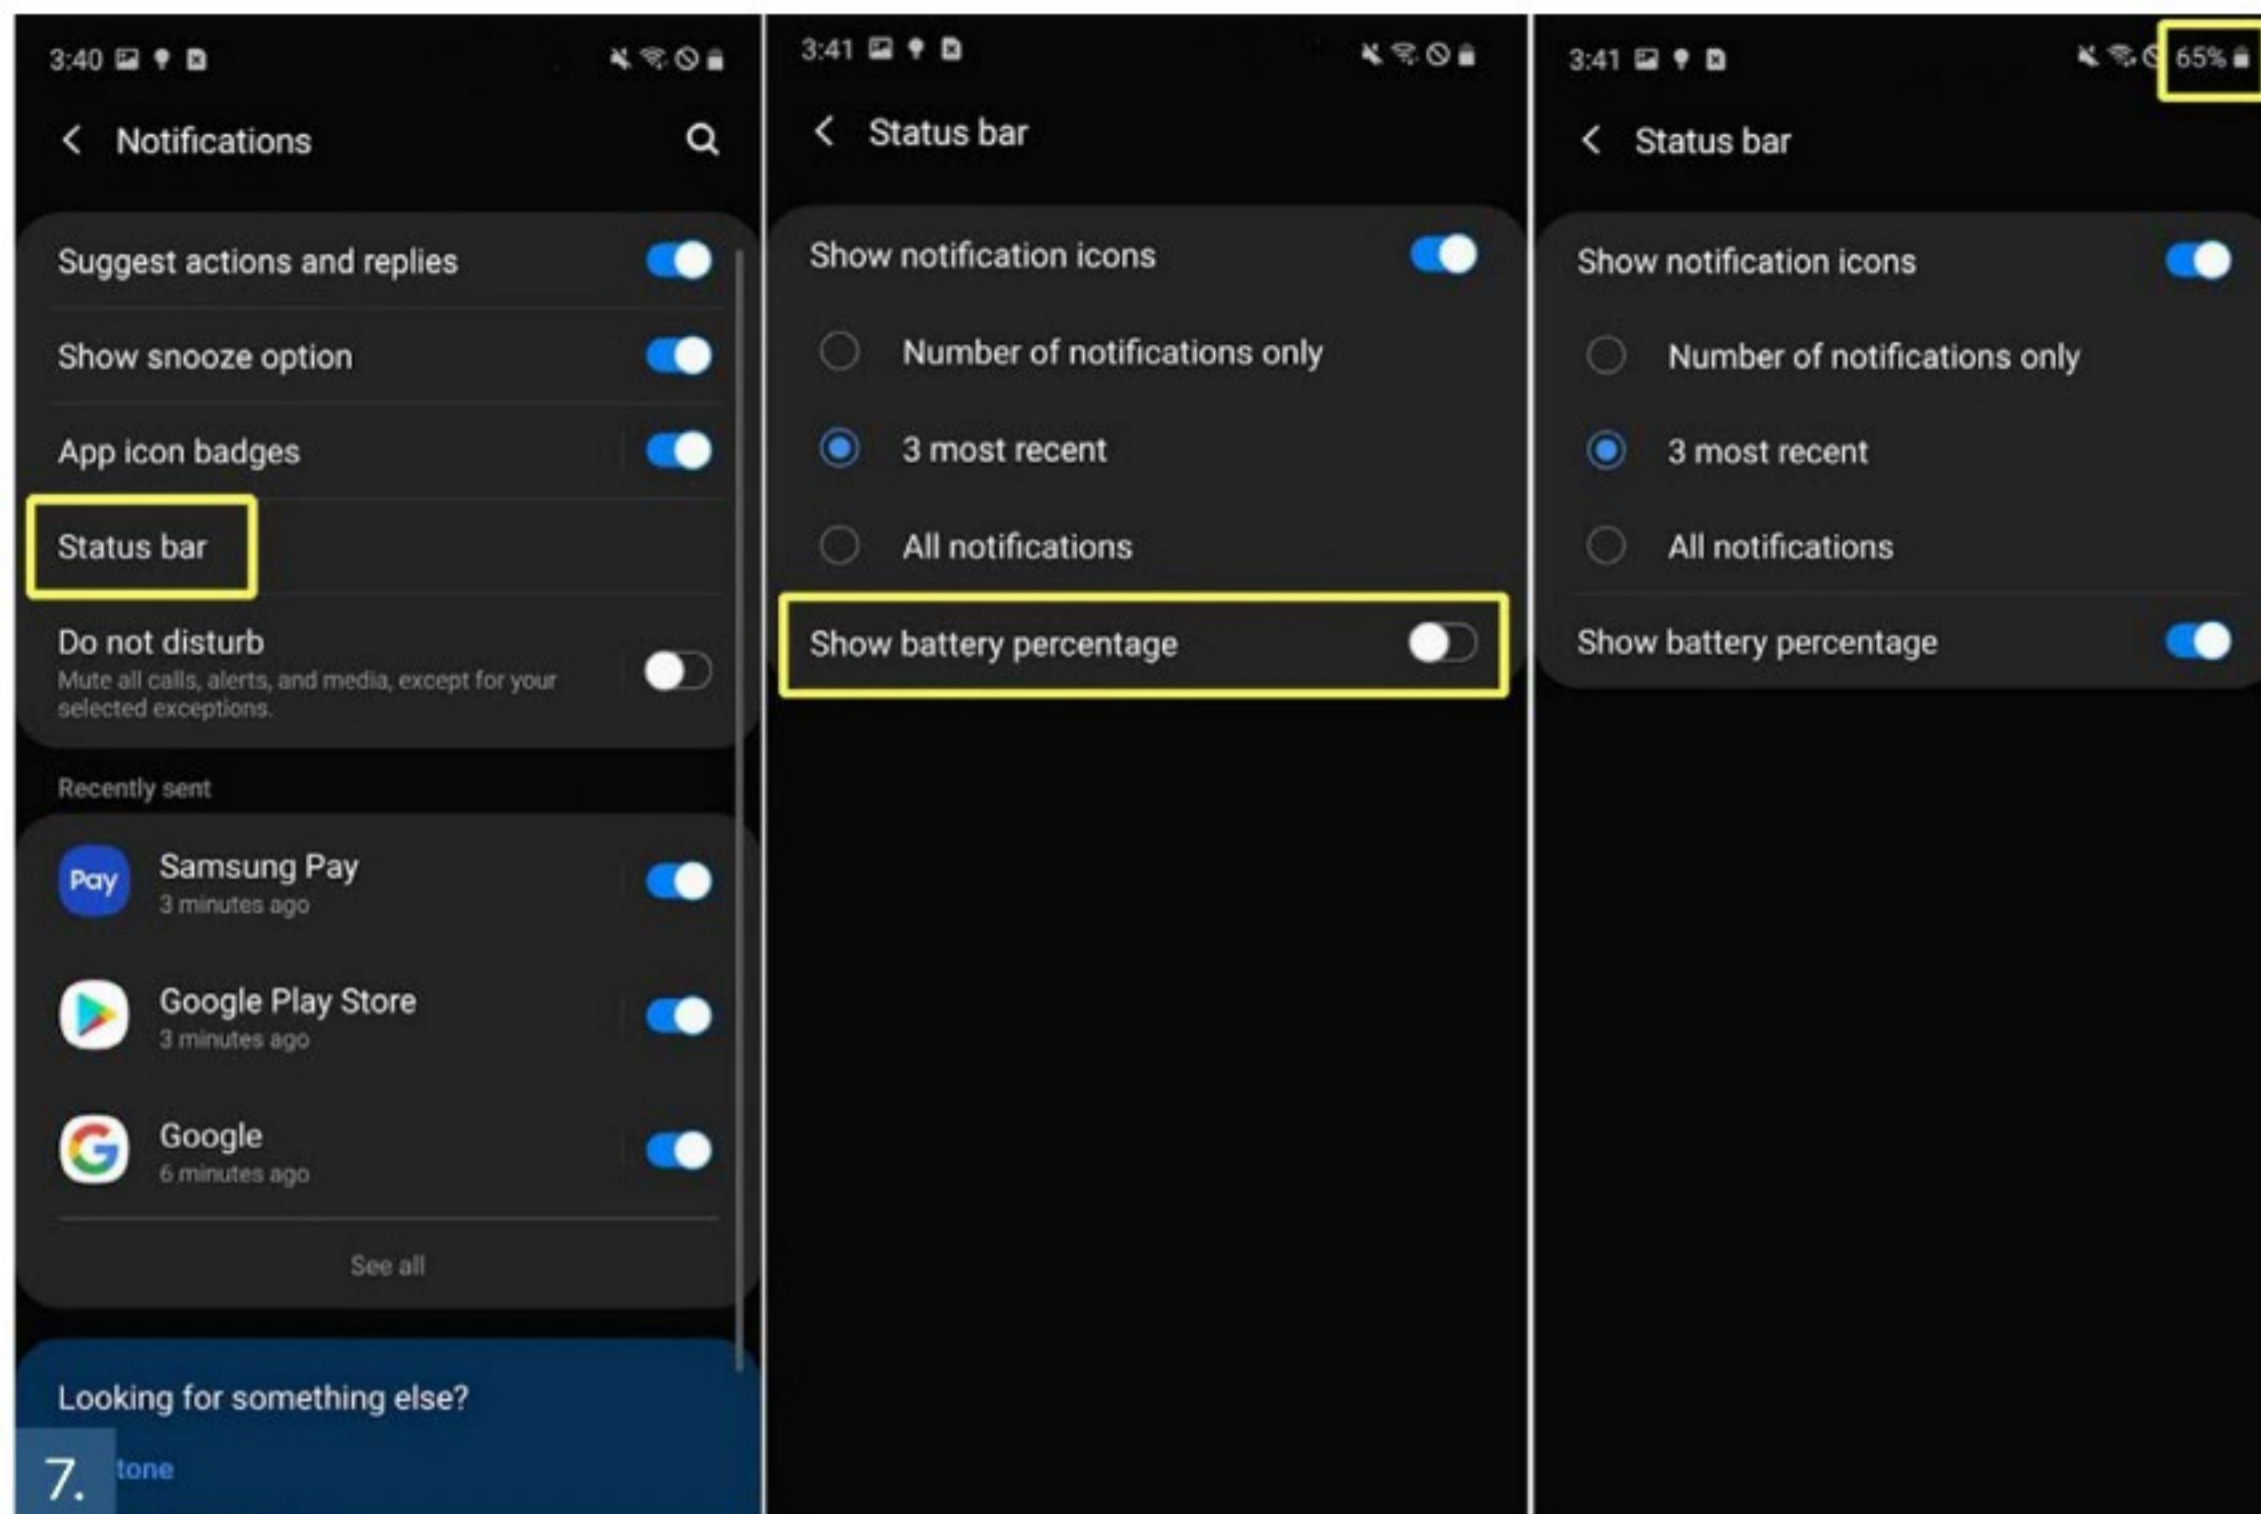 3:40
Notifications
Suggest actions and replies
Show snooze option
App icon badges
Status bar
Do not disturb
Mute all calls, alerts, and media, except for your
selected exceptions.
Recently sent
Pay
Samsung Pay
3 minutes ago
Google Play Store
3 minutes ago
G
Google
6 minutes ago
See all
Looking for something else?
tone
7.
3:41
Status bar
Show notification icons
Number of notifications only
3 most recent
All notifications
Show battery percentage
3:41
65%
Status bar
Show notification icons
Number of notifications only
3 most recent
All notifications
Show battery percentage